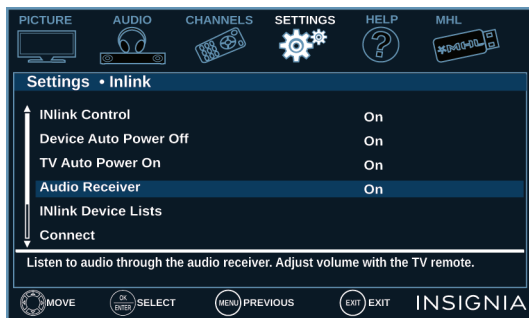 PICTURE AUDIO CHANNELS SETTINGS HELP MHL
MHL
Settings • Inlink
INlink Control On
Device Auto Power Off On
TV Auto Power On On
Audio Receiver On
INlink Device Lists
Connect
Listen to audio through the audio receiver. Adjust volume with the TV remote.
MOVE OK ENTER SELECT MENU PREVIOUS EXIT EXIT INSIGNIA